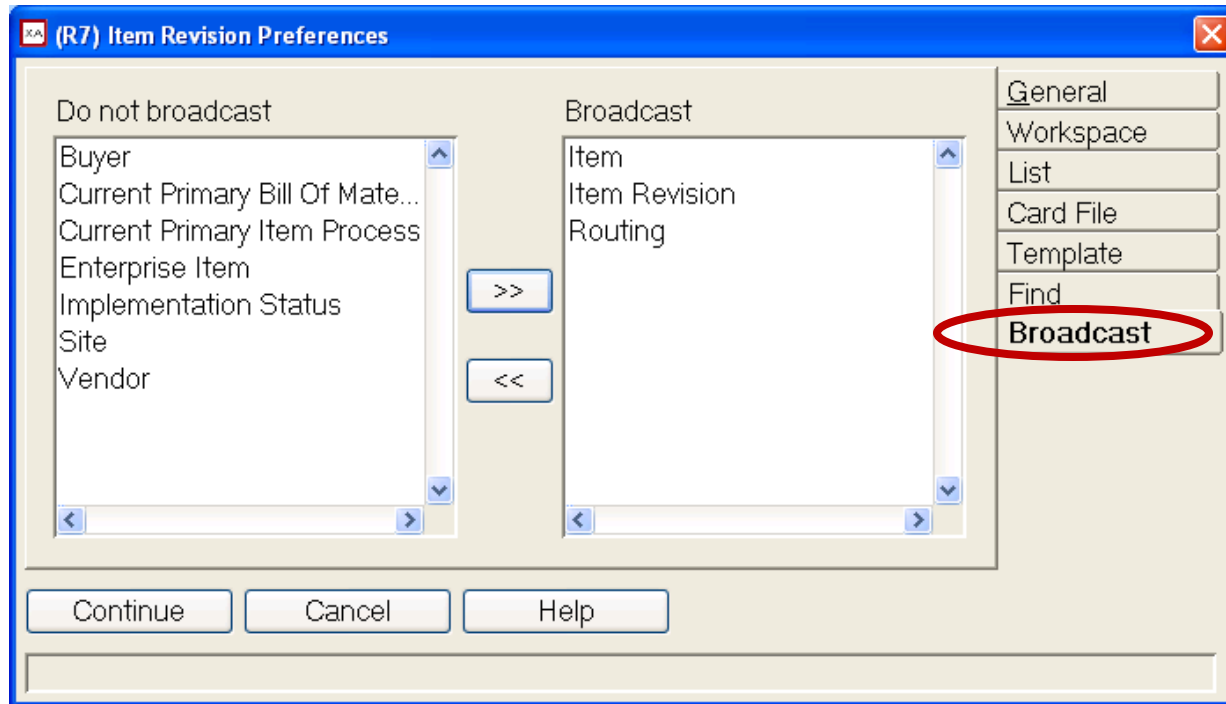 XA (R7) Item Revision Preferences
Do not broadcast
Buyer
Current Primary Bill Of Mate...
Current Primary Item Process
Enterprise Item
Implementation Status
Site
Vendor
>>
<<
Broadcast
Item
Item Revision
Routing
General
Workspace
List
Card File
Template
Find
Broadcast
Continue Cancel Help